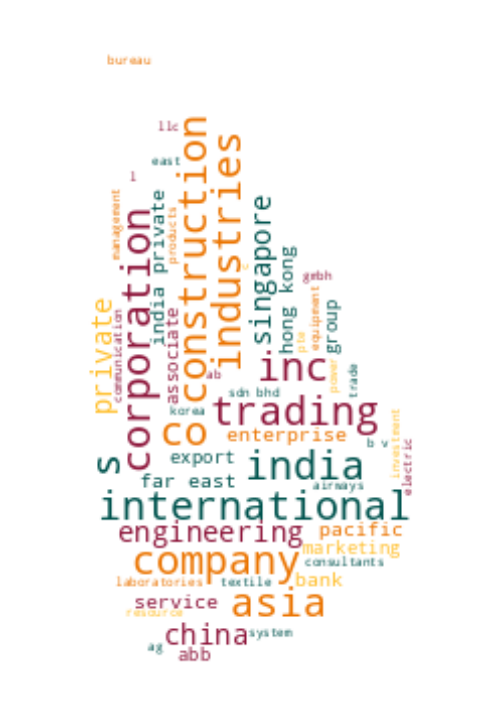 bureau
llc
construction
industries
east
l
management
india private
products
corporation
singapore
hong kong
c
gmbh
equipment
group
private
communication
associate
pte
power
trade
ab
inc
sdn bhd
korea
trading
co
enterprise
b v
investment
electric
s
export
india
far east
airways
international
engineering
pacific
marketing
company
consultants
laboratories
textile
bank
service
resource
asia
china
system
ag
abb